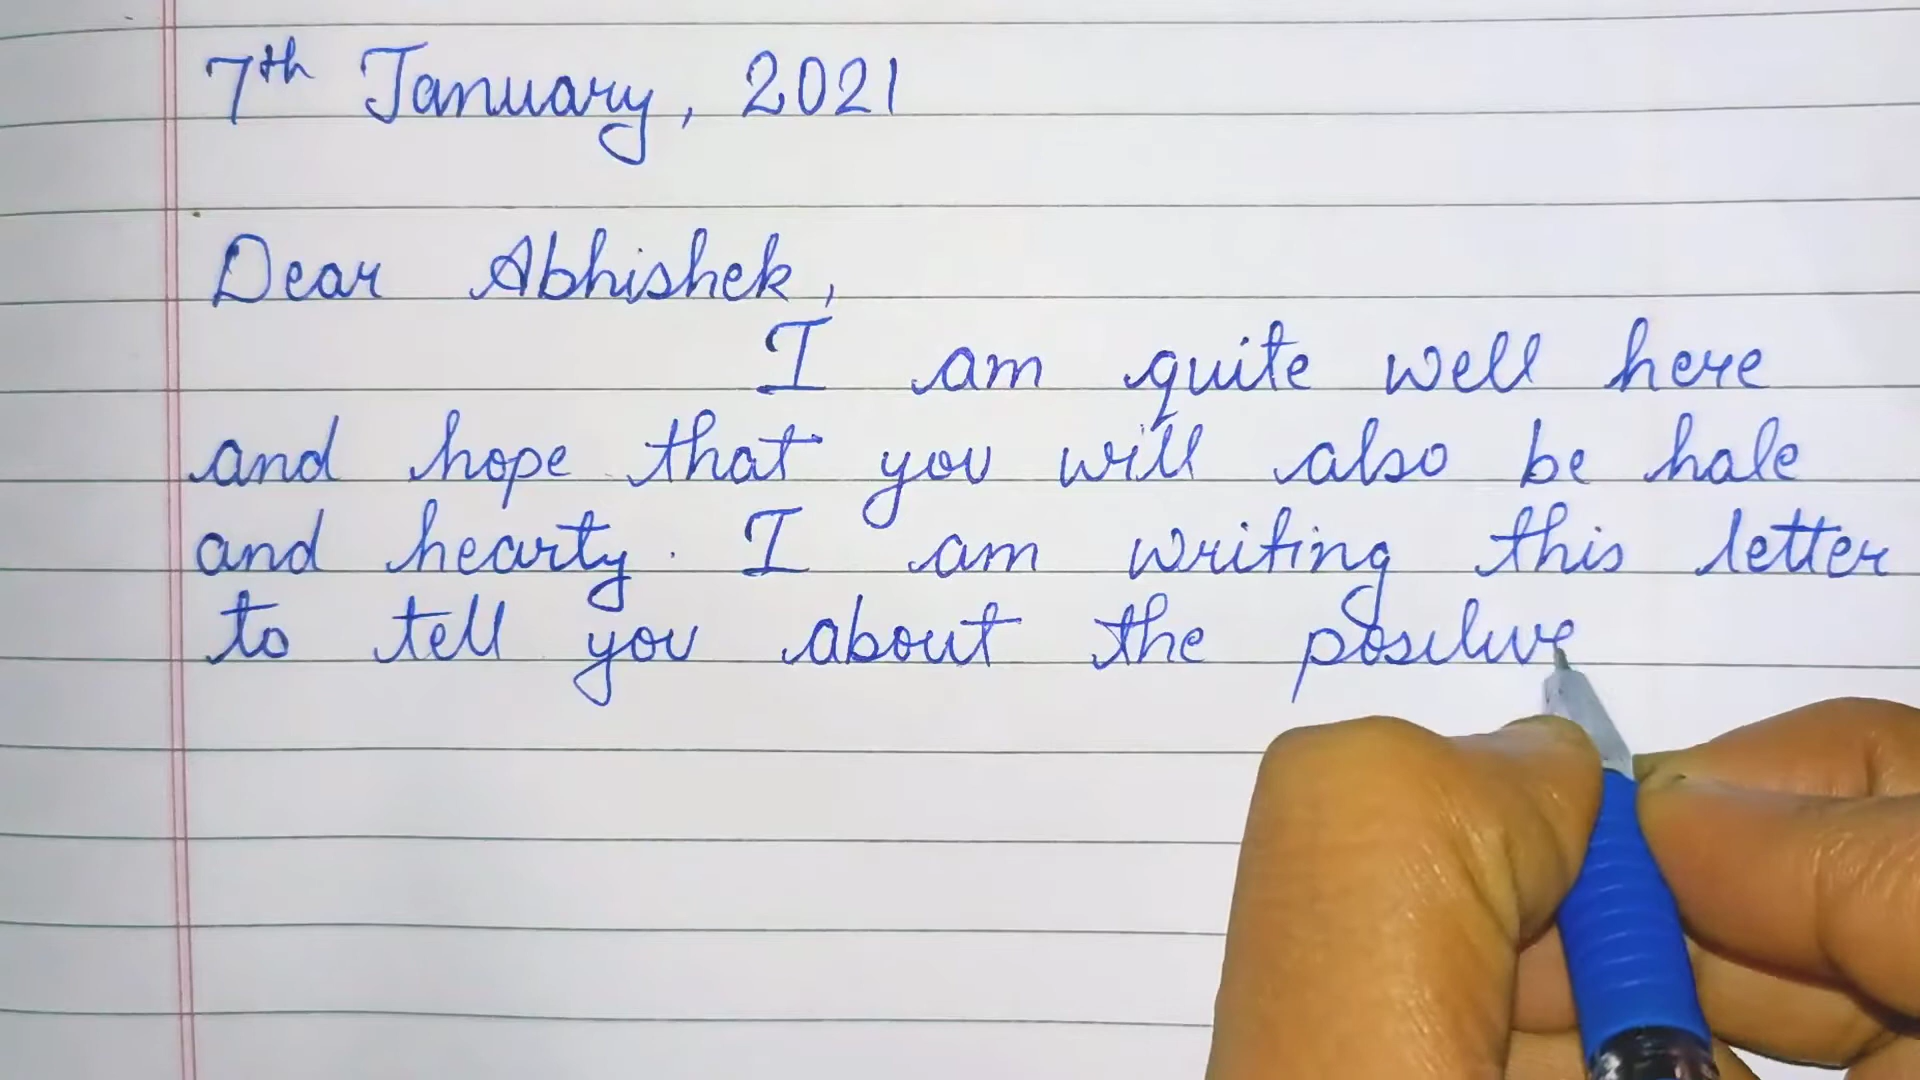 7th January, 2021
Dear Abhishek,
I am quite well here
and hope that you will also be hale
and hearty. I am writing this letter
to tell you about the positive